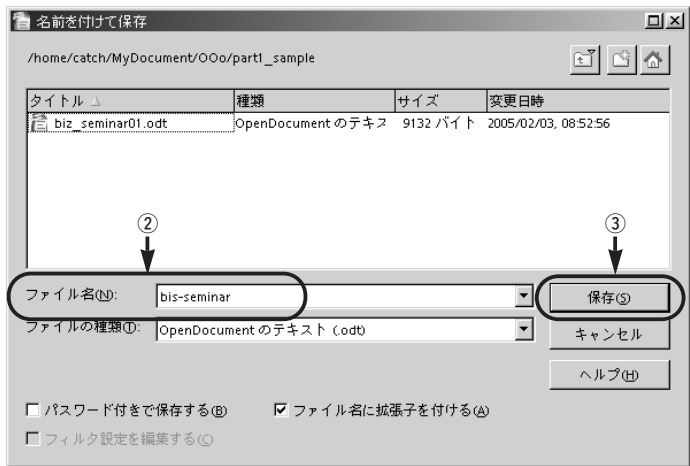 名前を付けて保存
/home/catch/MyDocument/OOo/part1_sample
タイトル 種類 サイズ 変更日時
biz_seminar01.odt OpenDocument のテキス 9132 バイト 2005/02/03, 08:52:56
② ③
ファイル名(N): bis-seminar 保存(S)
ファイルの種類(T): OpenDocument のテキスト (.odt) キャンセル
ヘルプ(H)
パスワード付きで保存する(B) ファイル名に拡張子を付ける(A)
フィルタ設定を編集する(C)